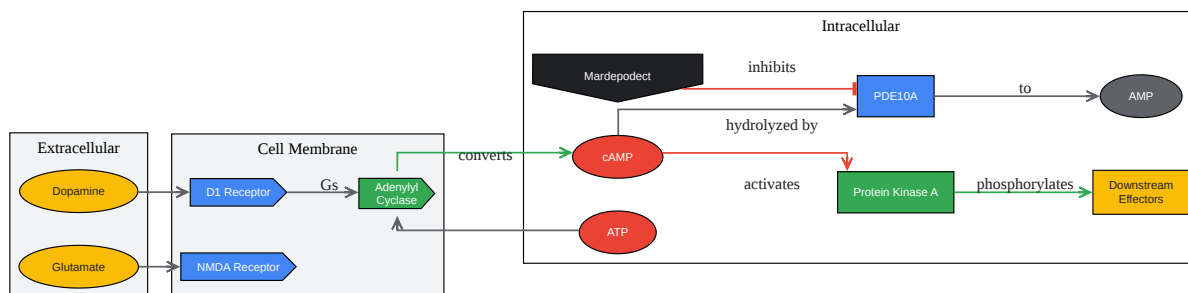 Intracellular
Mardepodect
inhibits
PDE10A
to
AMP
hydrolyzed by
Extracellular
Cell Membrane
converts
cAMP
Dopamine
D1 Receptor
Gs
Adenylyl
Cyclase
activates
Protein Kinase A
phosphorylates
Downstream
Effectors
ATP
Glutamate
NMDA Receptor